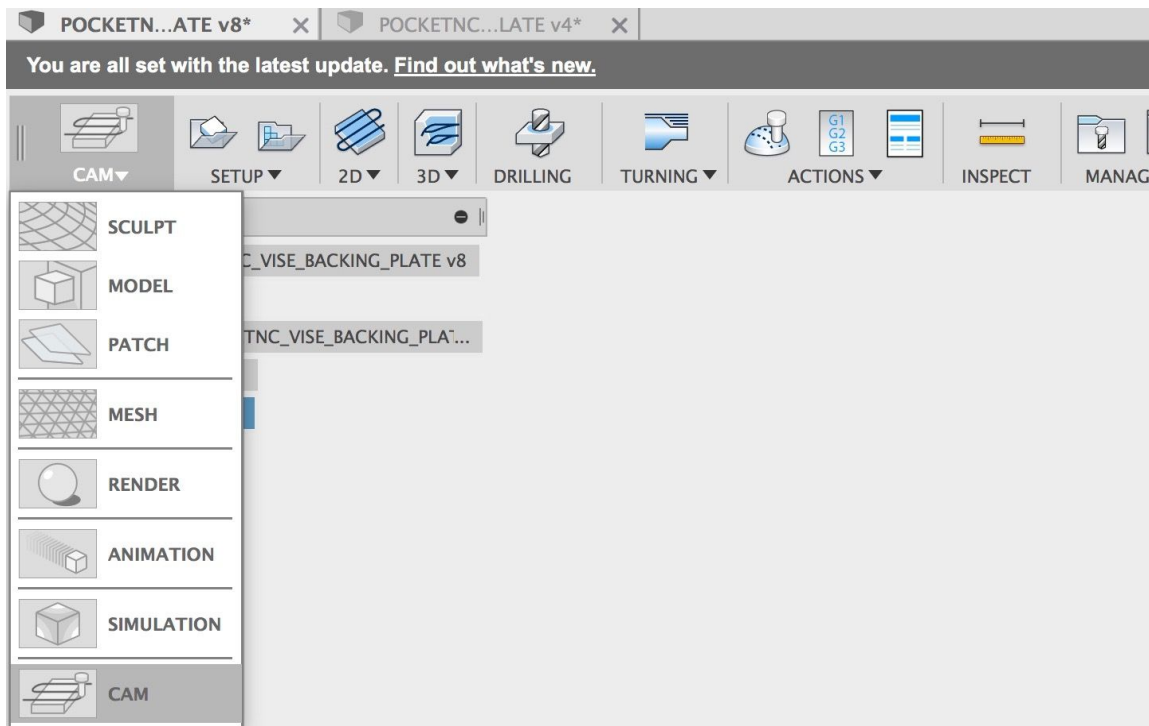 POCKETN...ATE v8*
POCKETNC...LATE v4*
You are all set with the latest update. Find out what's new.
G1
G2
G3
CAM▼
SETUP ▼
2D ▼
3D ▼
DRILLING
TURNING ▼
ACTIONS ▼
INSPECT
MANAG
SCULPT
C_VISE_BACKING_PLATE v8
MODEL
TNC_VISE_BACKING_PLAT...
PATCH
MESH
RENDER
ANIMATION
SIMULATION
CAM